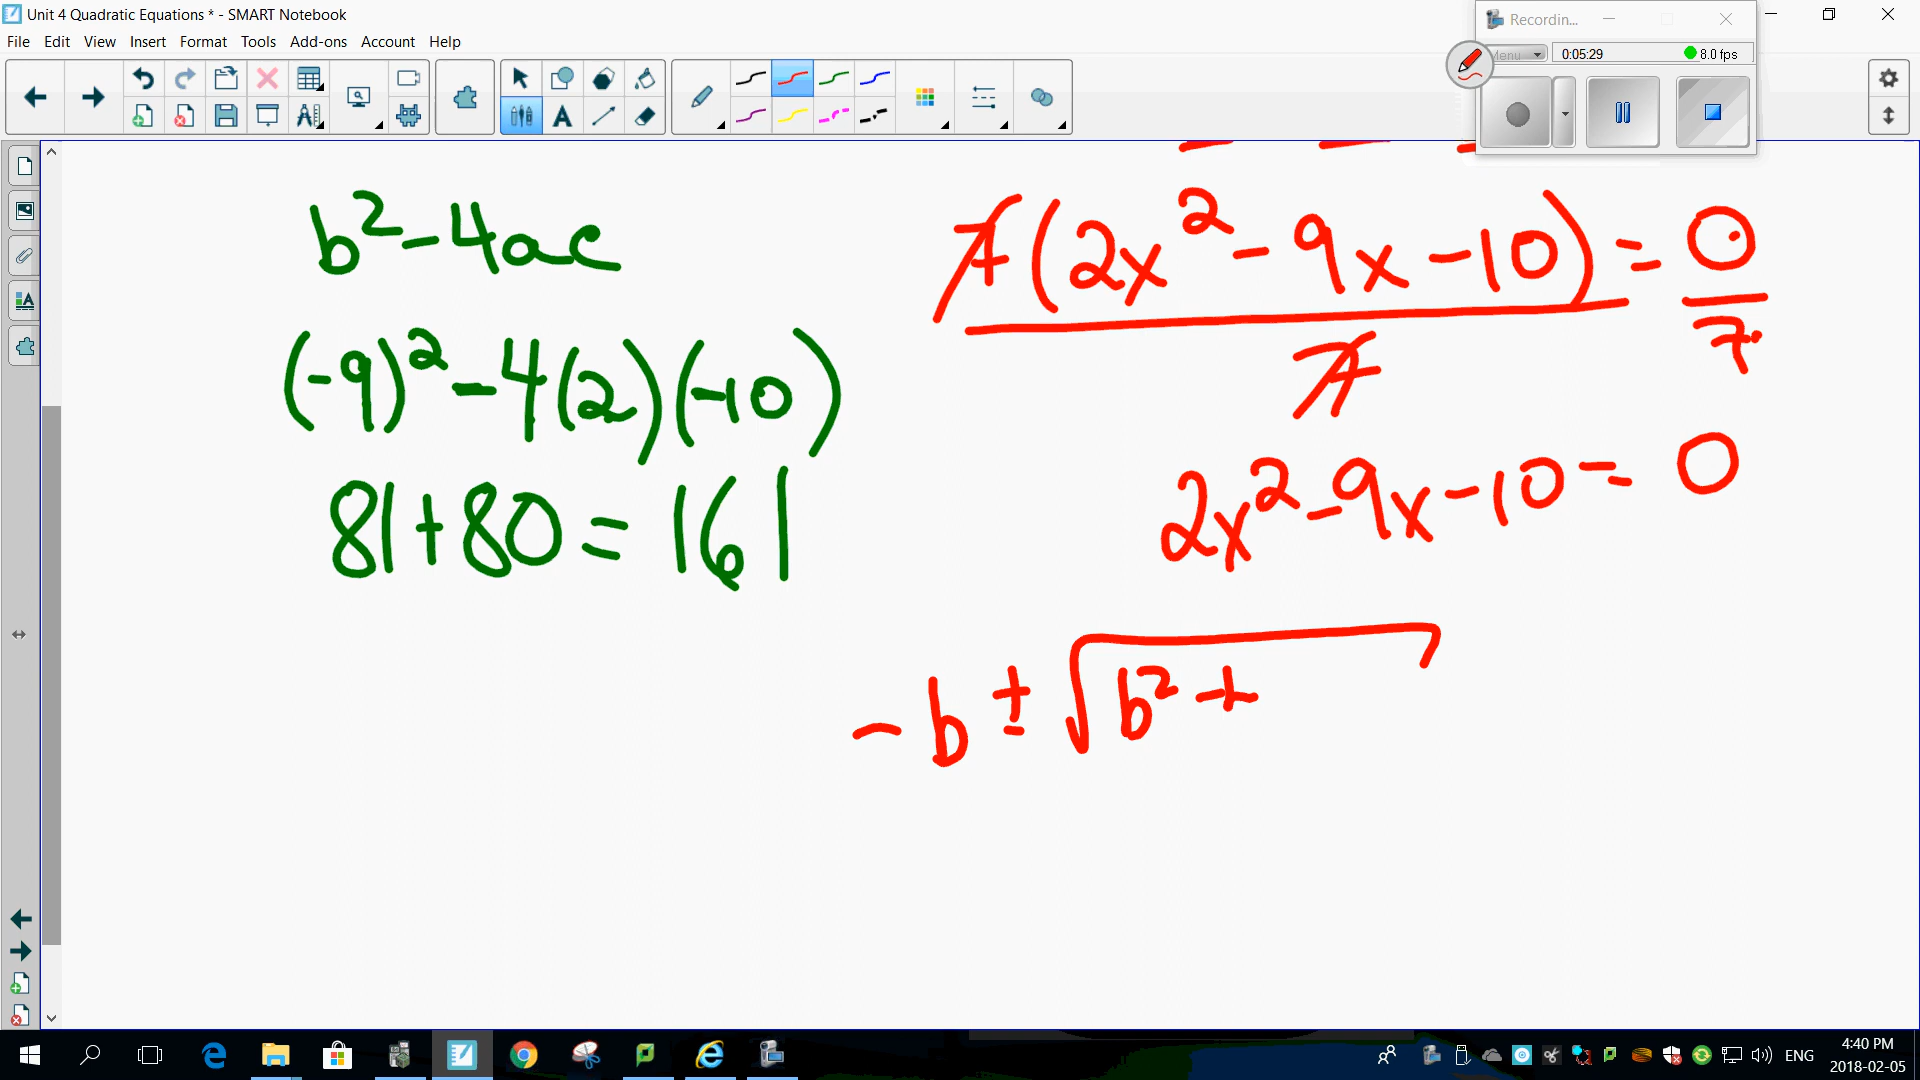 Unit 4 Quadratic Equations * - SMART Notebook
File Edit View Insert Format Tools Add-ons Account Help
Recordin...
Menu
0:05:29 8.0 fps
b² - 4ac
(-9)² - 4(2)(-10)
81 + 80 = 161
7(2x² - 9x - 10) = 0
7 7
2x² - 9x - 10 = 0
- b ± √b² +
ENG
4:40 PM
2018-02-05